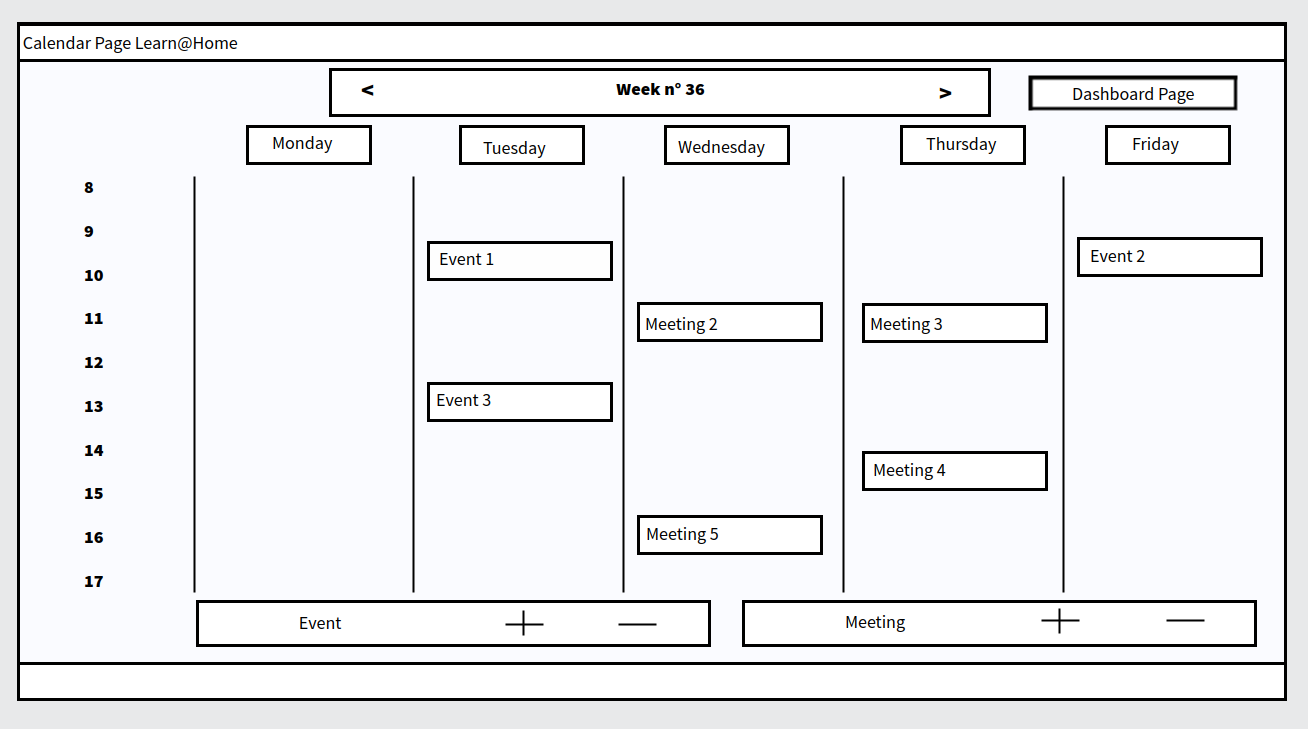 Calendar Page Learn@Home
< Week n° 36 >
Dashboard Page
Monday Tuesday Wednesday Thursday Friday
8
9
Event 1 Event 2
10
11 Meeting 2 Meeting 3
12
Event 3
13
14
Meeting 4
15
16 Meeting 5
17
Event Meeting